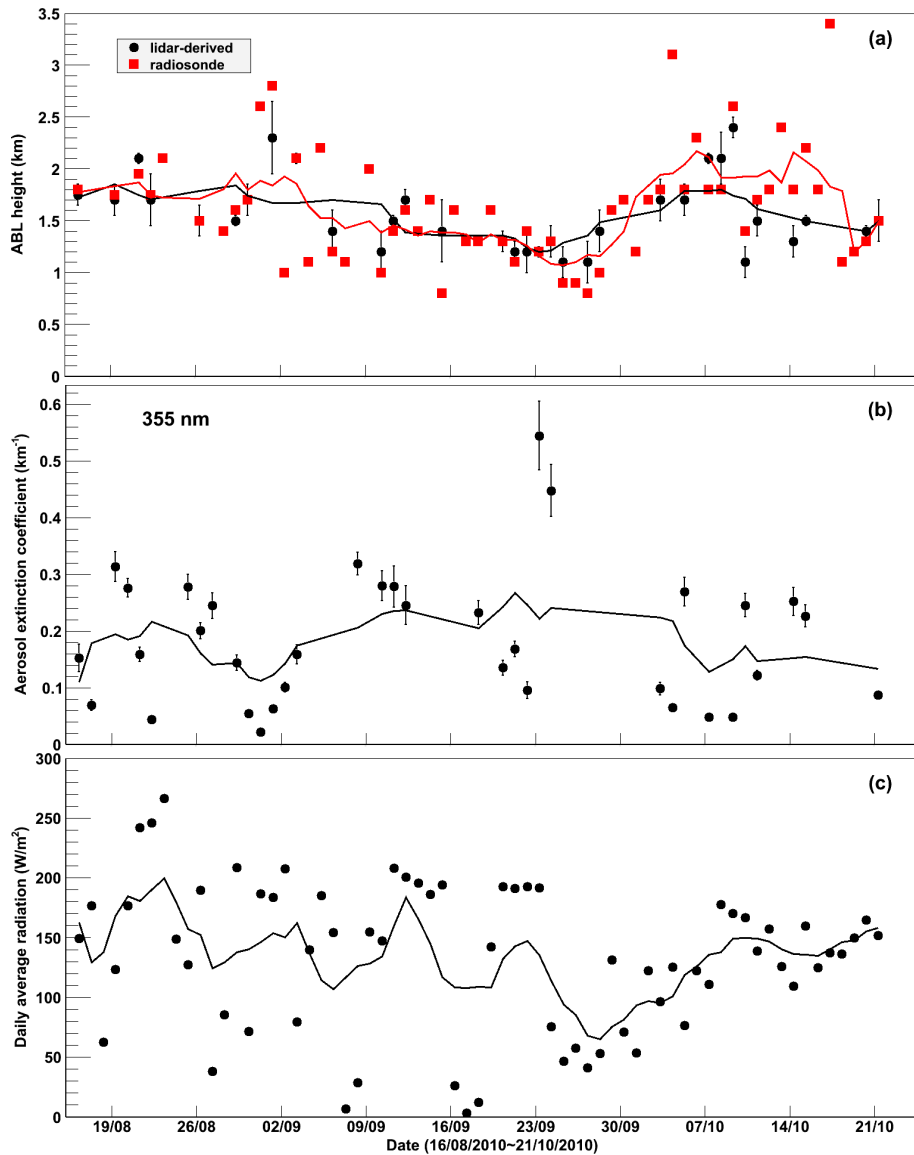 3.5
(a)
lidar-derived
radiosonde
3
2.5
2
1.5
1
0.5
0
ABL height (km)
0.6
355 nm
(b)
0.5
0.4
0.3
0.2
0.1
0
Aerosol extinction coefficient (km⁻¹)
300
(c)
250
200
150
100
50
0
Daily average radiation (W/m²)
19/08 26/08 02/09 09/09 16/09 23/09 30/09 07/10 14/10 21/10
Date (16/08/2010~21/10/2010)